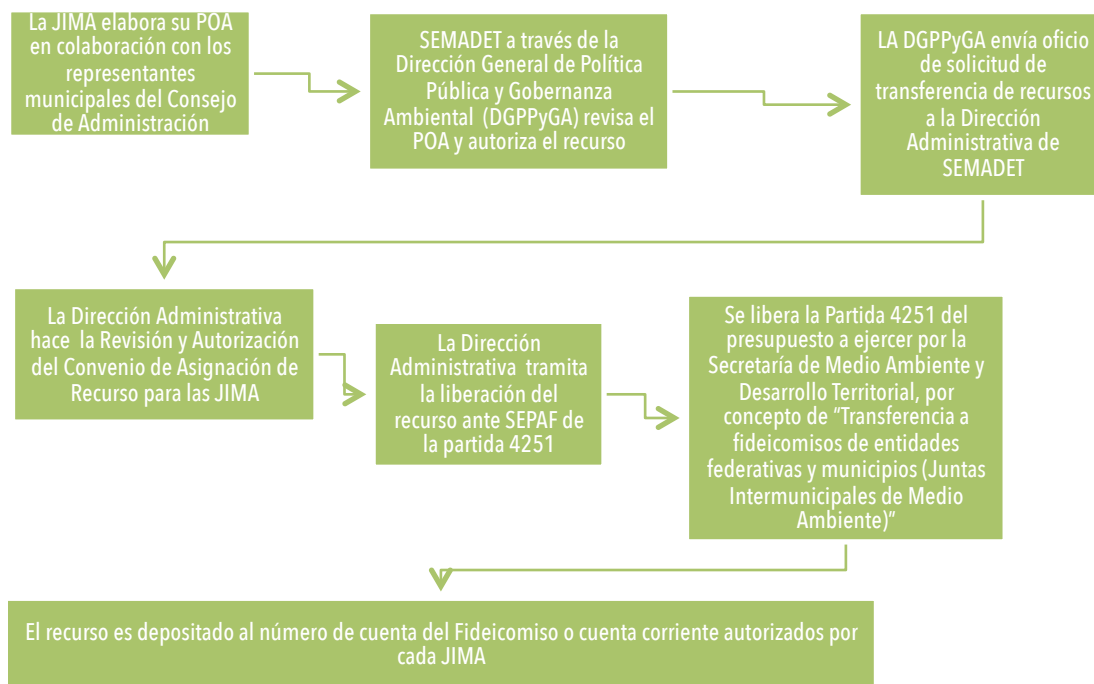 La JIMA elabora su POA
en colaboración con los
representantes
municipales del Consejo
de Administración
SEMADET a través de la
Dirección General de Política
Pública y Gobernanza
Ambiental (DGPPyGA) revisa el
POA y autoriza el recurso
LA DGPPyGA envía oficio
de solicitud de
transferencia de recursos
a la Dirección
Administrativa de
SEMADET
La Dirección Administrativa
hace la Revisión y Autorización
del Convenio de Asignación de
Recurso para las JIMA
La Dirección
Administrativa tramita
la liberación del
recurso ante SEPAF de
la partida 4251
Se libera la Partida 4251 del
presupuesto a ejercer por la
Secretaría de Medio Ambiente y
Desarrollo Territorial, por
concepto de “Transferencia a
fideicomisos de entidades
federativas y municipios (Juntas
Intermunicipales de Medio
Ambiente)”
El recurso es depositado al número de cuenta del Fideicomiso o cuenta corriente autorizados por
cada JIMA